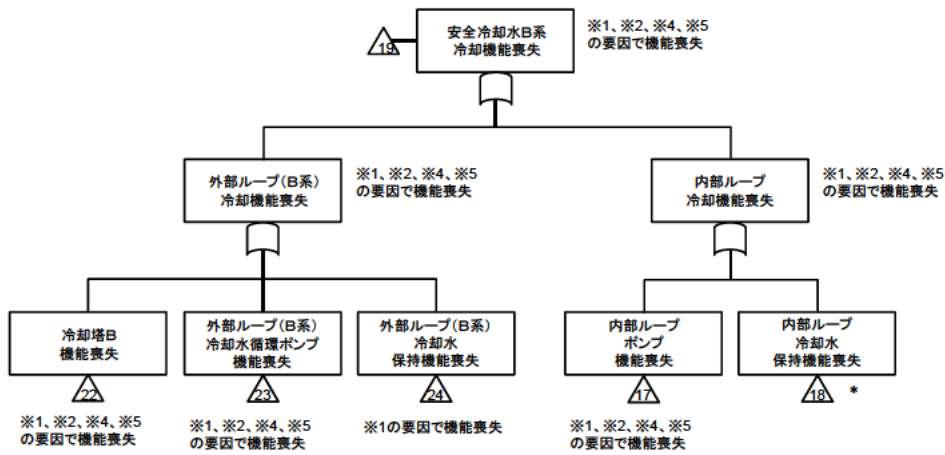 19
安全冷却水B系
冷却機能喪失
※1、※2、※4、※5
の要因で機能喪失
外部ループ(B系)
冷却機能喪失
※1、※2、※4、※5
の要因で機能喪失
内部ループ
冷却機能喪失
※1、※2、※4、※5
の要因で機能喪失
冷却塔B
機能喪失
22
※1、※2、※4、※5
の要因で機能喪失
外部ループ(B系)
冷却水循環ポンプ
機能喪失
23
※1、※2、※4、※5
の要因で機能喪失
外部ループ(B系)
冷却水
保持機能喪失
24
※1の要因で機能喪失
内部ループ
ポンプ
機能喪失
17
※1、※2、※4、※5
の要因で機能喪失
内部ループ
冷却水
保持機能喪失
18 *